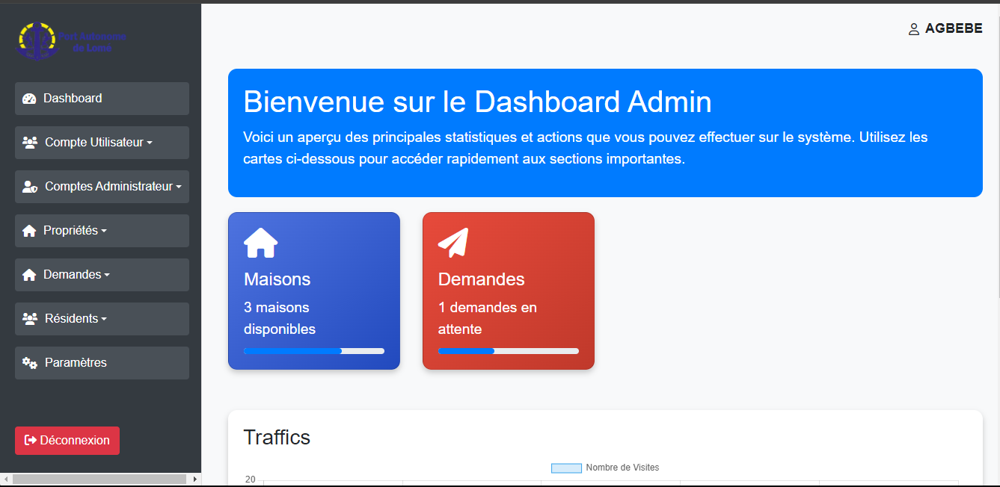 Port Autonome
de Lomé
AGBEBE
Dashboard
Compte Utilisateur
Comptes Administrateur
Propriétés
Demandes
Résidents
Paramètres
Déconnexion
Bienvenue sur le Dashboard Admin
Voici un aperçu des principales statistiques et actions que vous pouvez effectuer sur le système. Utilisez les
cartes ci-dessous pour accéder rapidement aux sections importantes.
Maisons
3 maisons
disponibles
Demandes
1 demandes en
attente
Traffics
Nombre de Visites
20